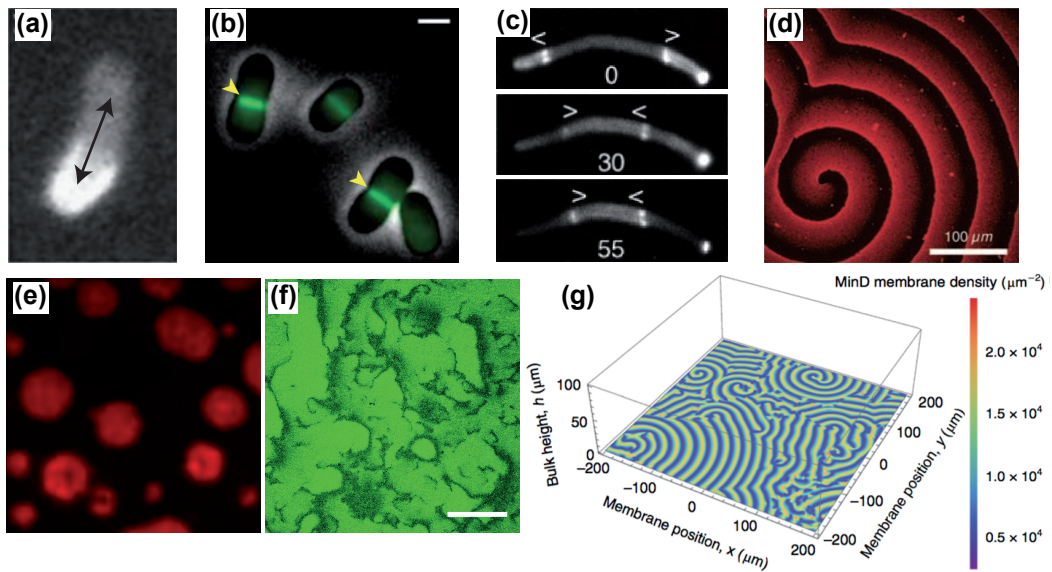 (a)
(b)
(c)
< >
0
> <
30
> <
55
(d)
100 μm
(e)
(f)
(g)
MinD membrane density (μm⁻²)
2.0 × 10⁴
1.5 × 10⁴
1.0 × 10⁴
0.5 × 10⁴
Bulk height, h (μm)
100
50
0
−200
−100
0
100
200
Membrane position, x (μm)
200
100
0
−100
−200
Membrane position, y (μm)